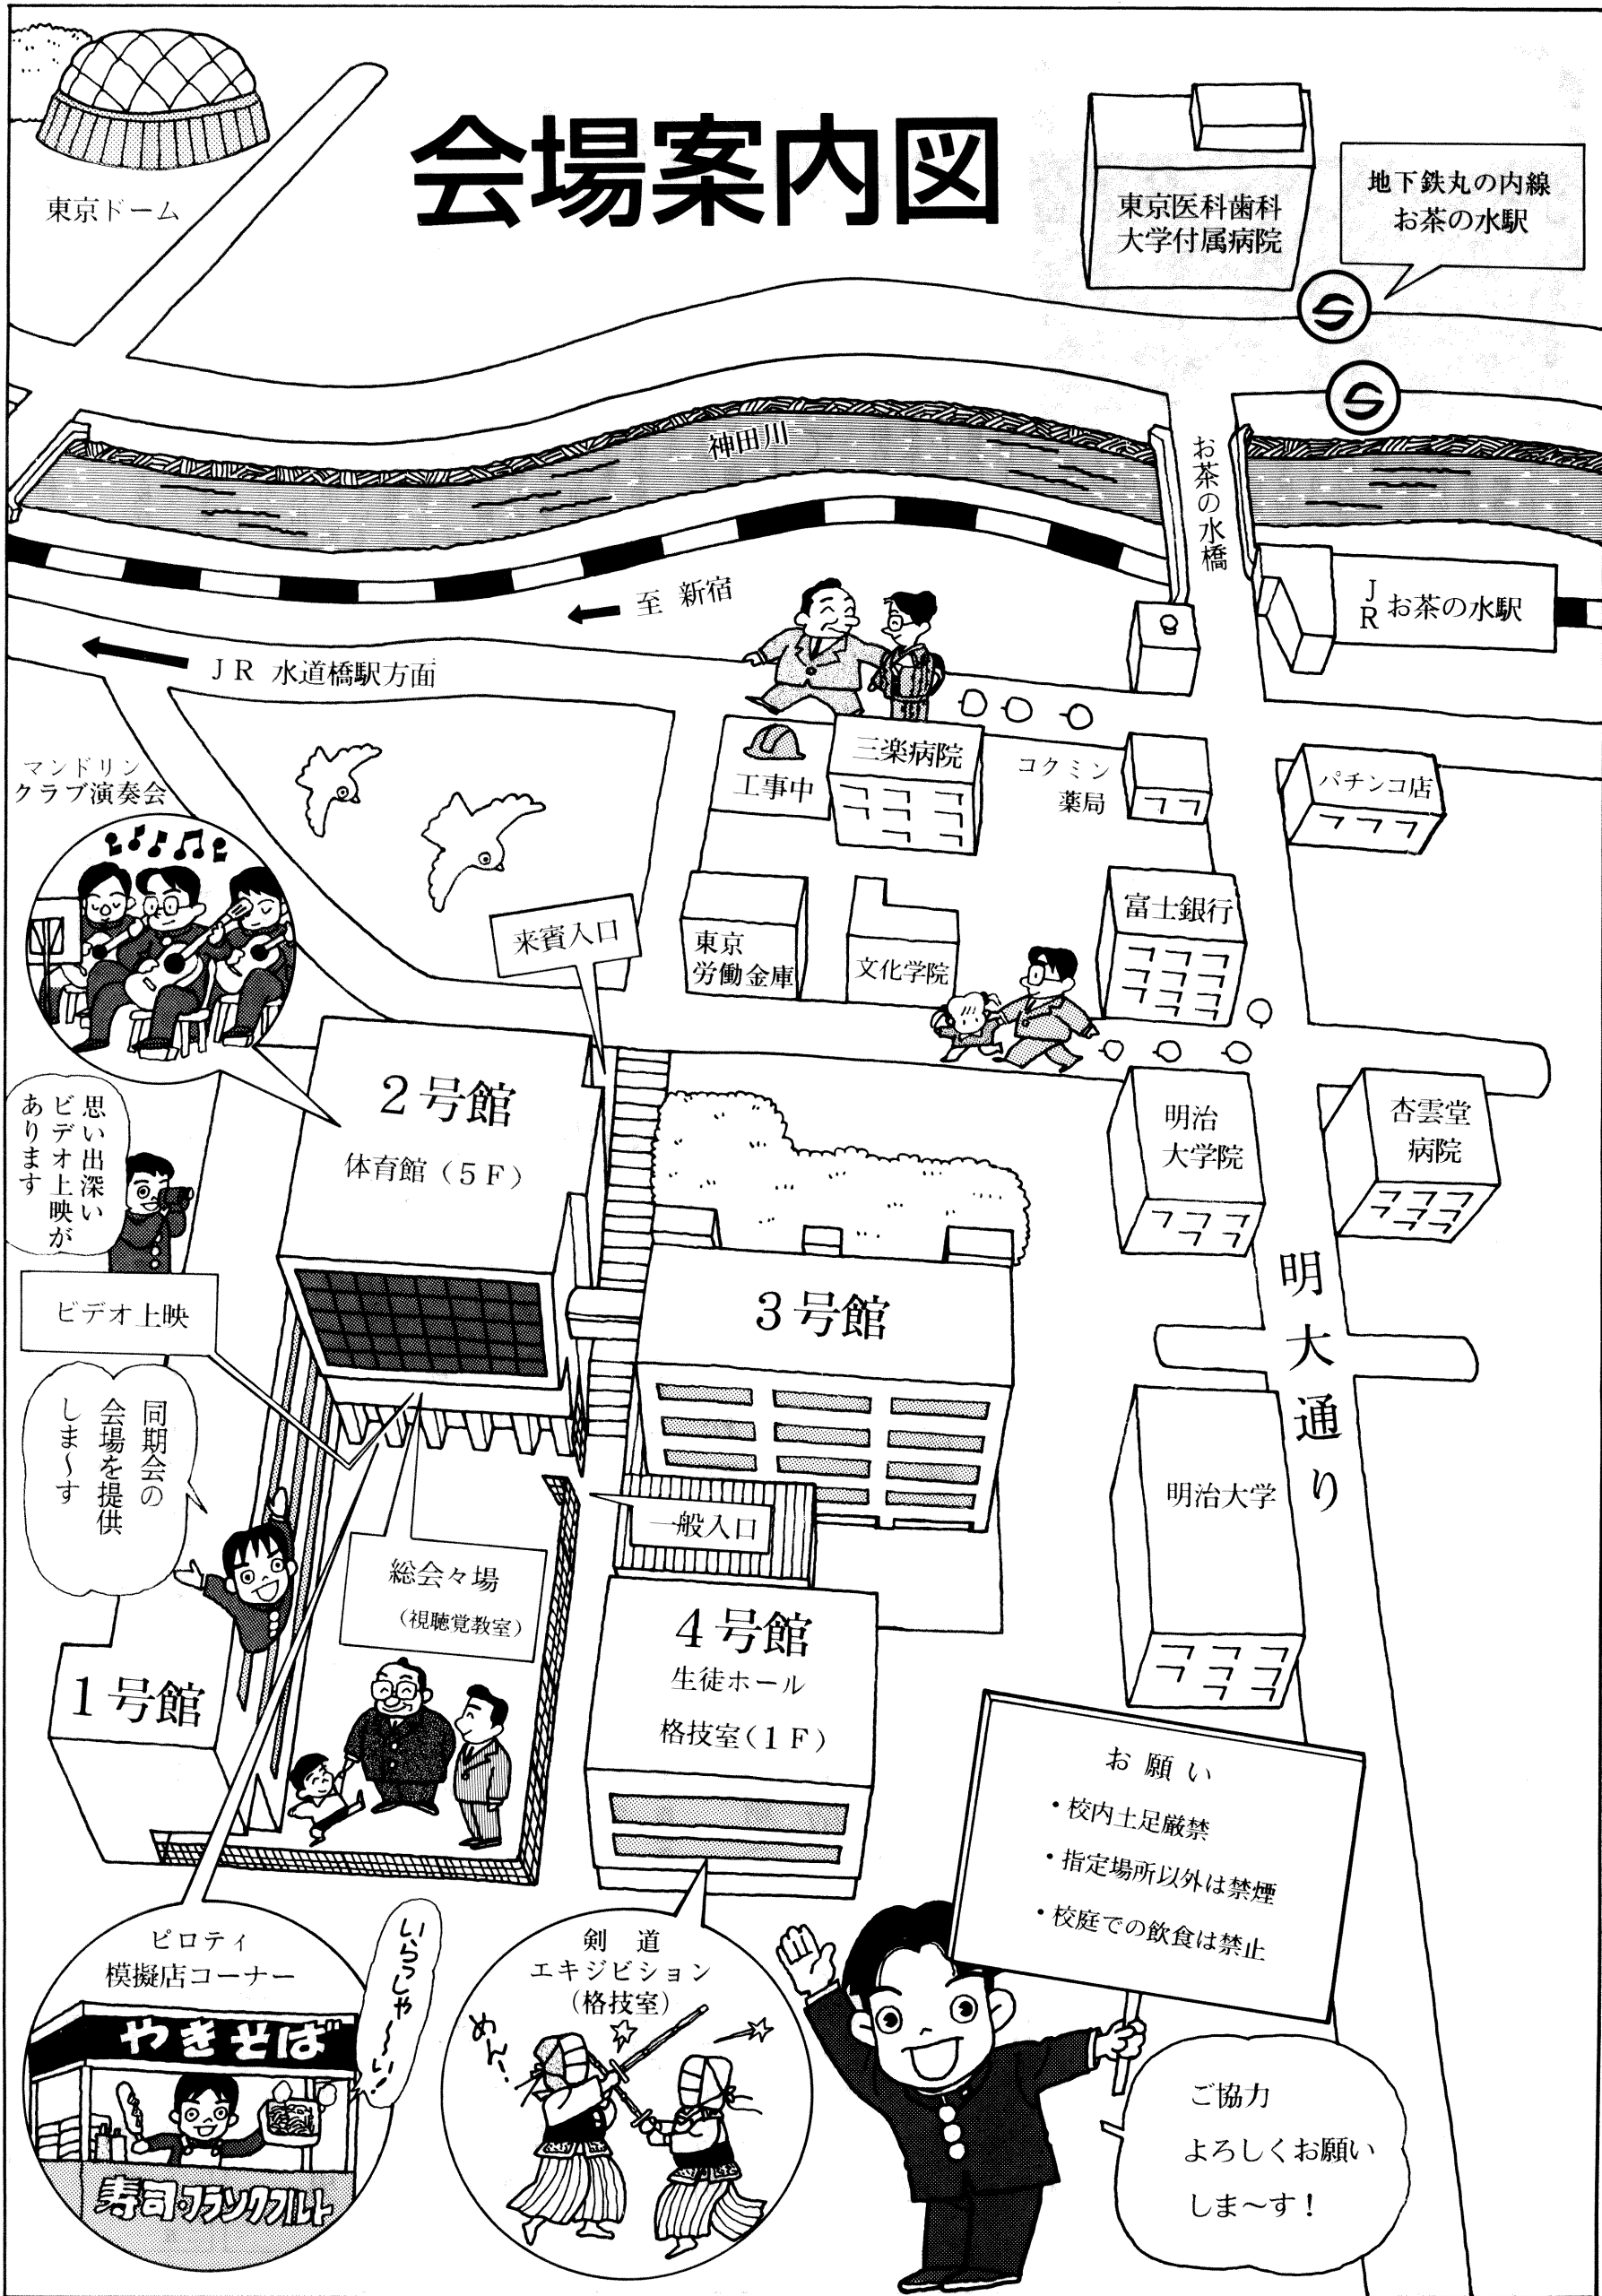 会場案内図
東京ドーム
東京医科歯科
大学付属病院
地下鉄丸の内線
お茶の水駅
神田川
お茶の水橋
JR お茶の水駅
至 新宿
JR 水道橋駅方面
マンドリン
クラブ演奏会
工事中
三楽病院
コクミン
薬局
パチンコ店
来賓入口
東京
労働金庫
文化学院
富士銀行
2号館
体育館(5F)
明治
大学院
杏雲堂
病院
思い出深い
ビデオ上映が
あります
ビデオ上映
3号館
明大通り
同期会の
会場を提供
しま〜す
一般入口
明治大学
総会々場
(視聴覚教室)
4号館
生徒ホール
格技室(1F)
1号館
お願い
・校内土足厳禁
・指定場所以外は禁煙
・校庭での飲食は禁止
ピロティ
模擬店コーナー
いらっしゃ〜い!
やきそば
寿司・フランクフルト
剣道
エキジビション
(格技室)
めん!
ご協力
よろしくお願い
しま〜す!